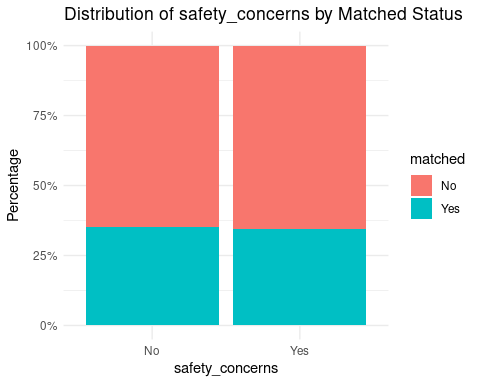 Distribution of safety_concerns by Matched Status
100%
75%
50%
25%
0%
Percentage
No
Yes
safety_concerns
matched
No
Yes